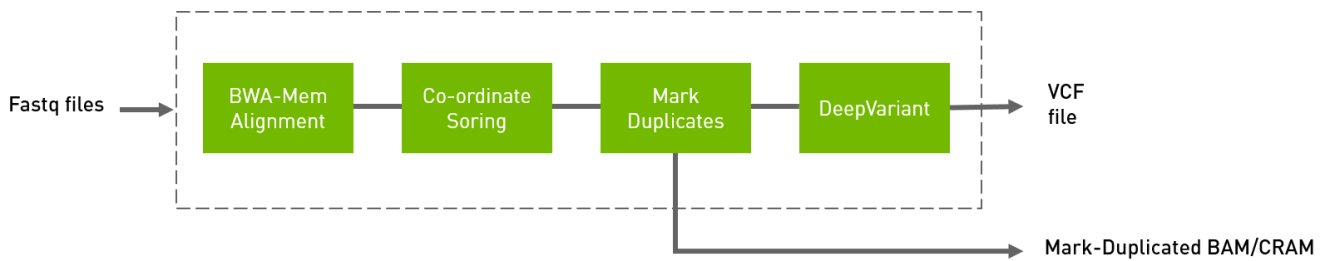 Fastq files
BWA-Mem
Alignment
Co-ordinate
Soring
Mark
Duplicates
DeepVariant
VCF
file
Mark-Duplicated BAM/CRAM